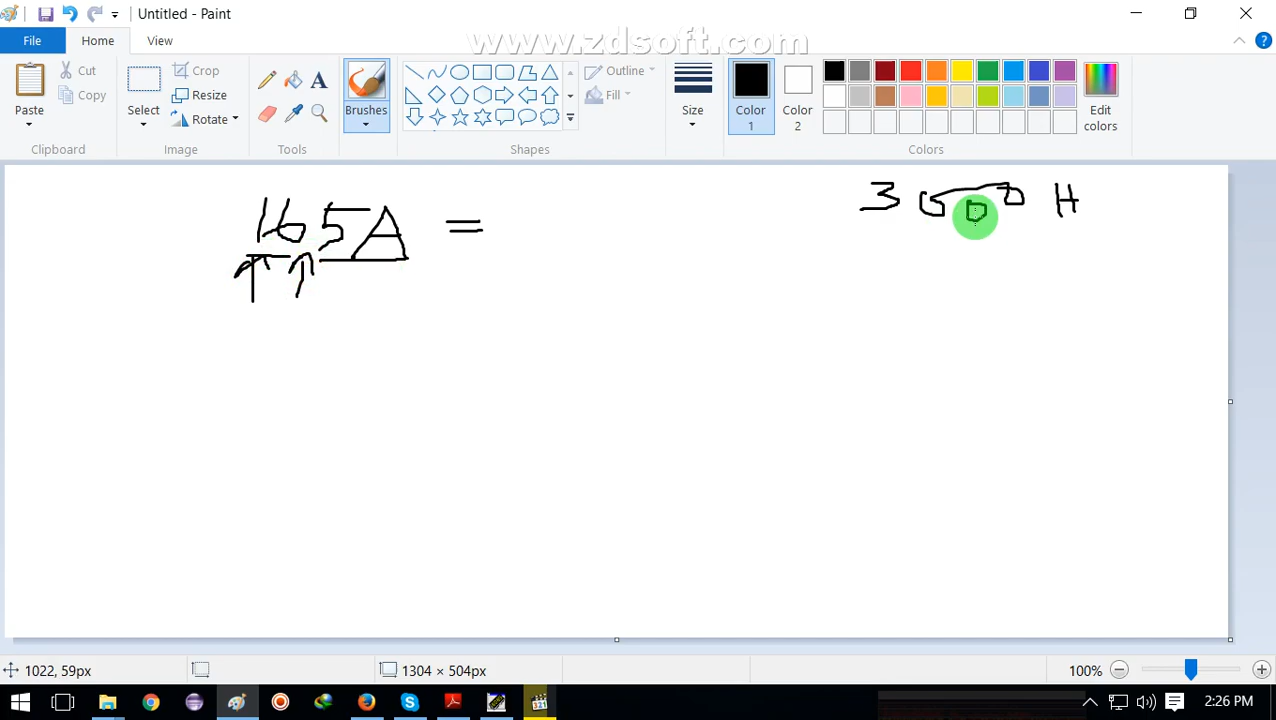 Untitled - Paint
www.zdsoft.com
File Home View
Paste
Cut
Copy
Clipboard
Select
Crop
Resize
Rotate
Image
Tools
Brushes
Outline
Fill
Shapes
Size
Color 1
Color 2
Edit colors
Colors
165A =
3 H
1022, 59px
1304 × 504px
100%
2:26 PM